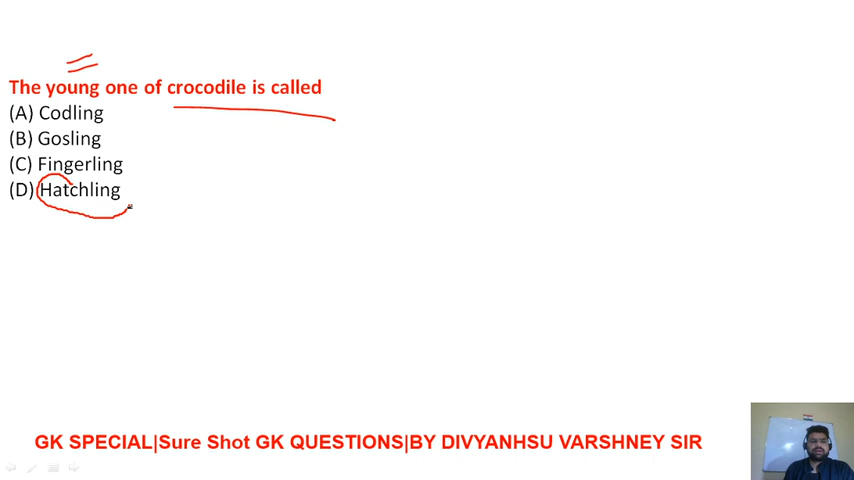 The young one of crocodile is called
(A) Codling
(B) Gosling
(C) Fingerling
(D) Hatchling
GK SPECIAL|Sure Shot GK QUESTIONS|BY DIVYANHSU VARSHNEY SIR